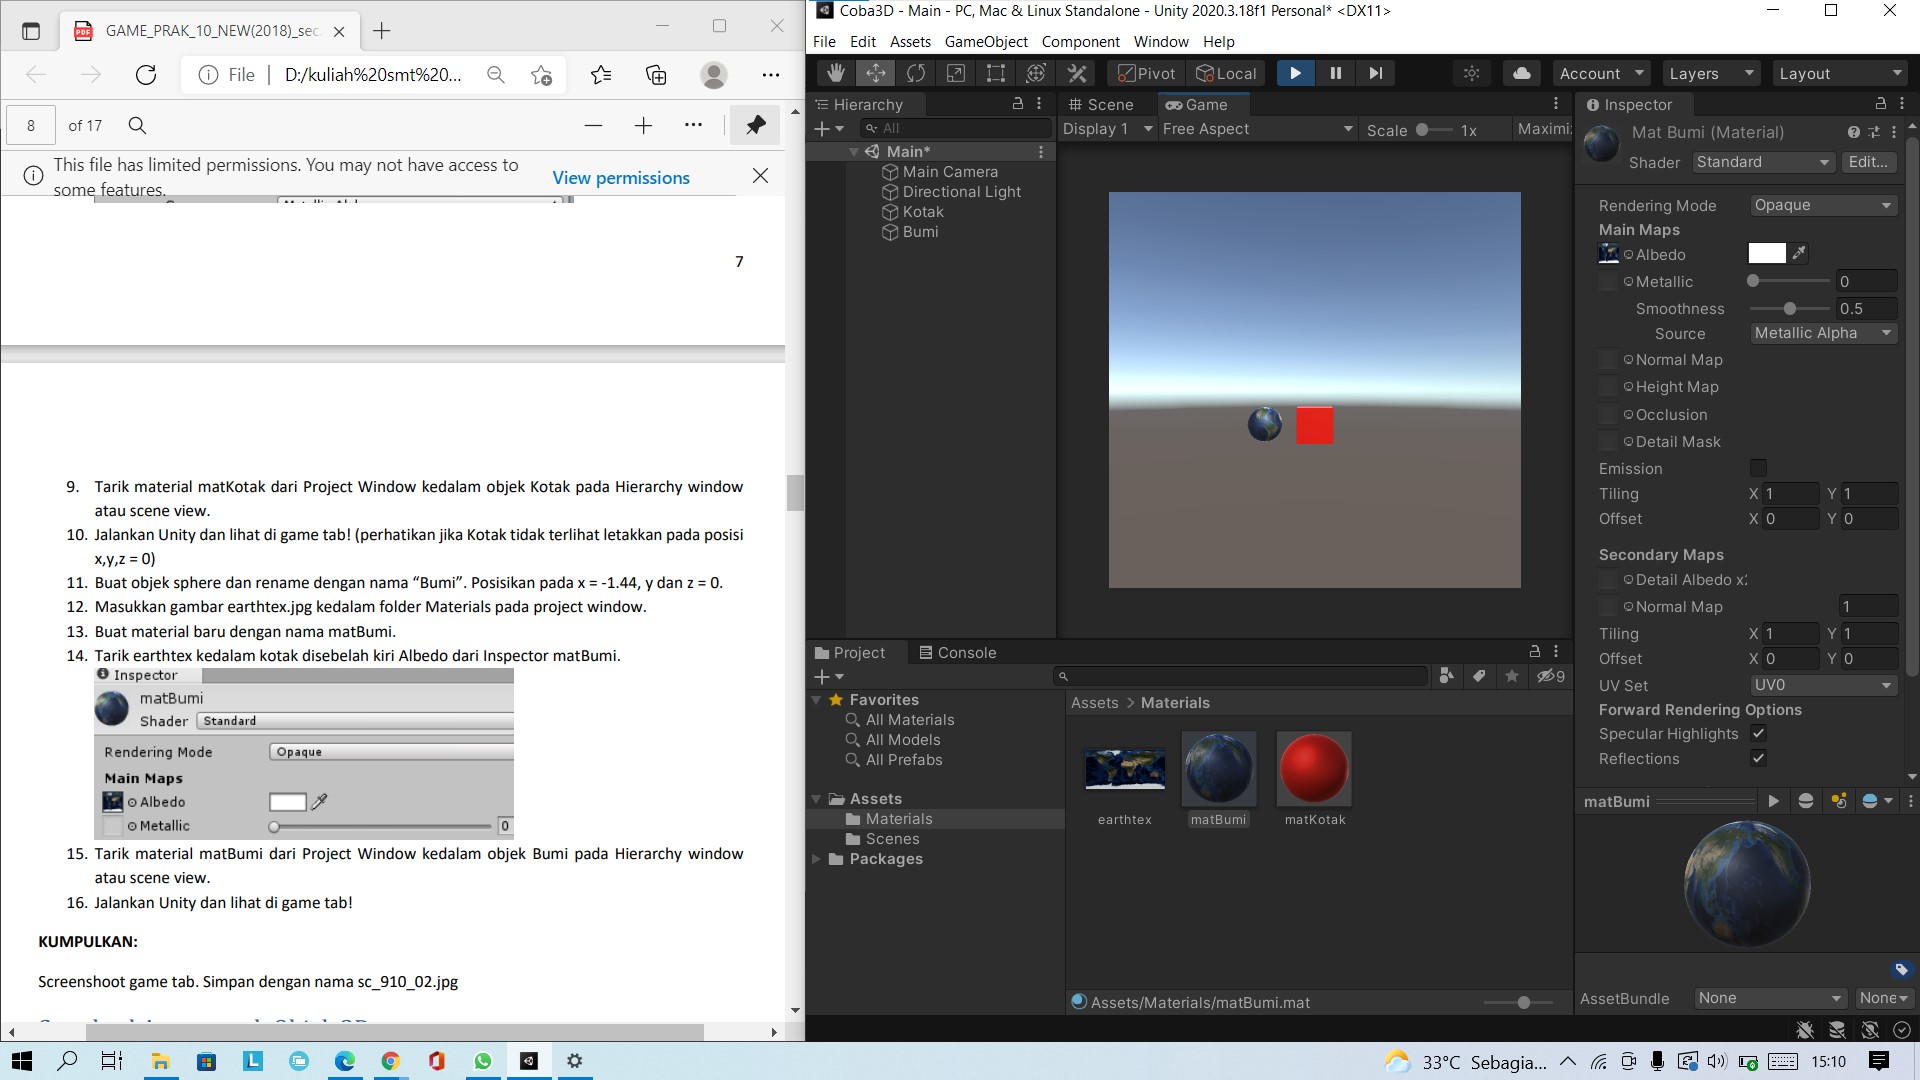 GAME_PRAK_10_NEW(2018)_sec
File | D:/kuliah%20smt%20...
8 of 17
This file has limited permissions. You may not have access to
some features.
View permissions
7
9. Tarik material matKotak dari Project Window kedalam objek Kotak pada Hierarchy window
atau scene view.
10. Jalankan Unity dan lihat di game tab! (perhatikan jika Kotak tidak terlihat letakkan pada posisi
x,y,z = 0)
11. Buat objek sphere dan rename dengan nama “Bumi”. Posisikan pada x = -1.44, y dan z = 0.
12. Masukkan gambar earthtex.jpg kedalam folder Materials pada project window.
13. Buat material baru dengan nama matBumi.
14. Tarik earthtex kedalam kotak disebelah kiri Albedo dari Inspector matBumi.
Inspector
matBumi
Shader Standard
Rendering Mode Opaque
Main Maps
Albedo
Metallic 0
15. Tarik material matBumi dari Project Window kedalam objek Bumi pada Hierarchy window
atau scene view.
16. Jalankan Unity dan lihat di game tab!
KUMPULKAN:
Screenshoot game tab. Simpan dengan nama sc_910_02.jpg
Coba3D - Main - PC, Mac & Linux Standalone - Unity 2020.3.18f1 Personal* <DX11>
File Edit Assets GameObject Component Window Help
Pivot Local Account Layers Layout
Hierarchy
All
Main*
Main Camera
Directional Light
Kotak
Bumi
Scene Game
Display 1 Free Aspect Scale 1x Maximi
Inspector
Mat Bumi (Material)
Shader Standard Edit...
Rendering Mode Opaque
Main Maps
Albedo
Metallic 0
Smoothness 0.5
Source Metallic Alpha
Normal Map
Height Map
Occlusion
Detail Mask
Emission
Tiling X 1 Y 1
Offset X 0 Y 0
Secondary Maps
Detail Albedo x
Normal Map 1
Tiling X 1 Y 1
Offset X 0 Y 0
UV Set UV0
Forward Rendering Options
Specular Highlights
Reflections
matBumi
AssetBundle None None
Project Console
9
Favorites
All Materials
All Models
All Prefabs
Assets
Materials
Scenes
Packages
Assets > Materials
earthtex matBumi matKotak
Assets/Materials/matBumi.mat
33°C Sebagia... 15:10